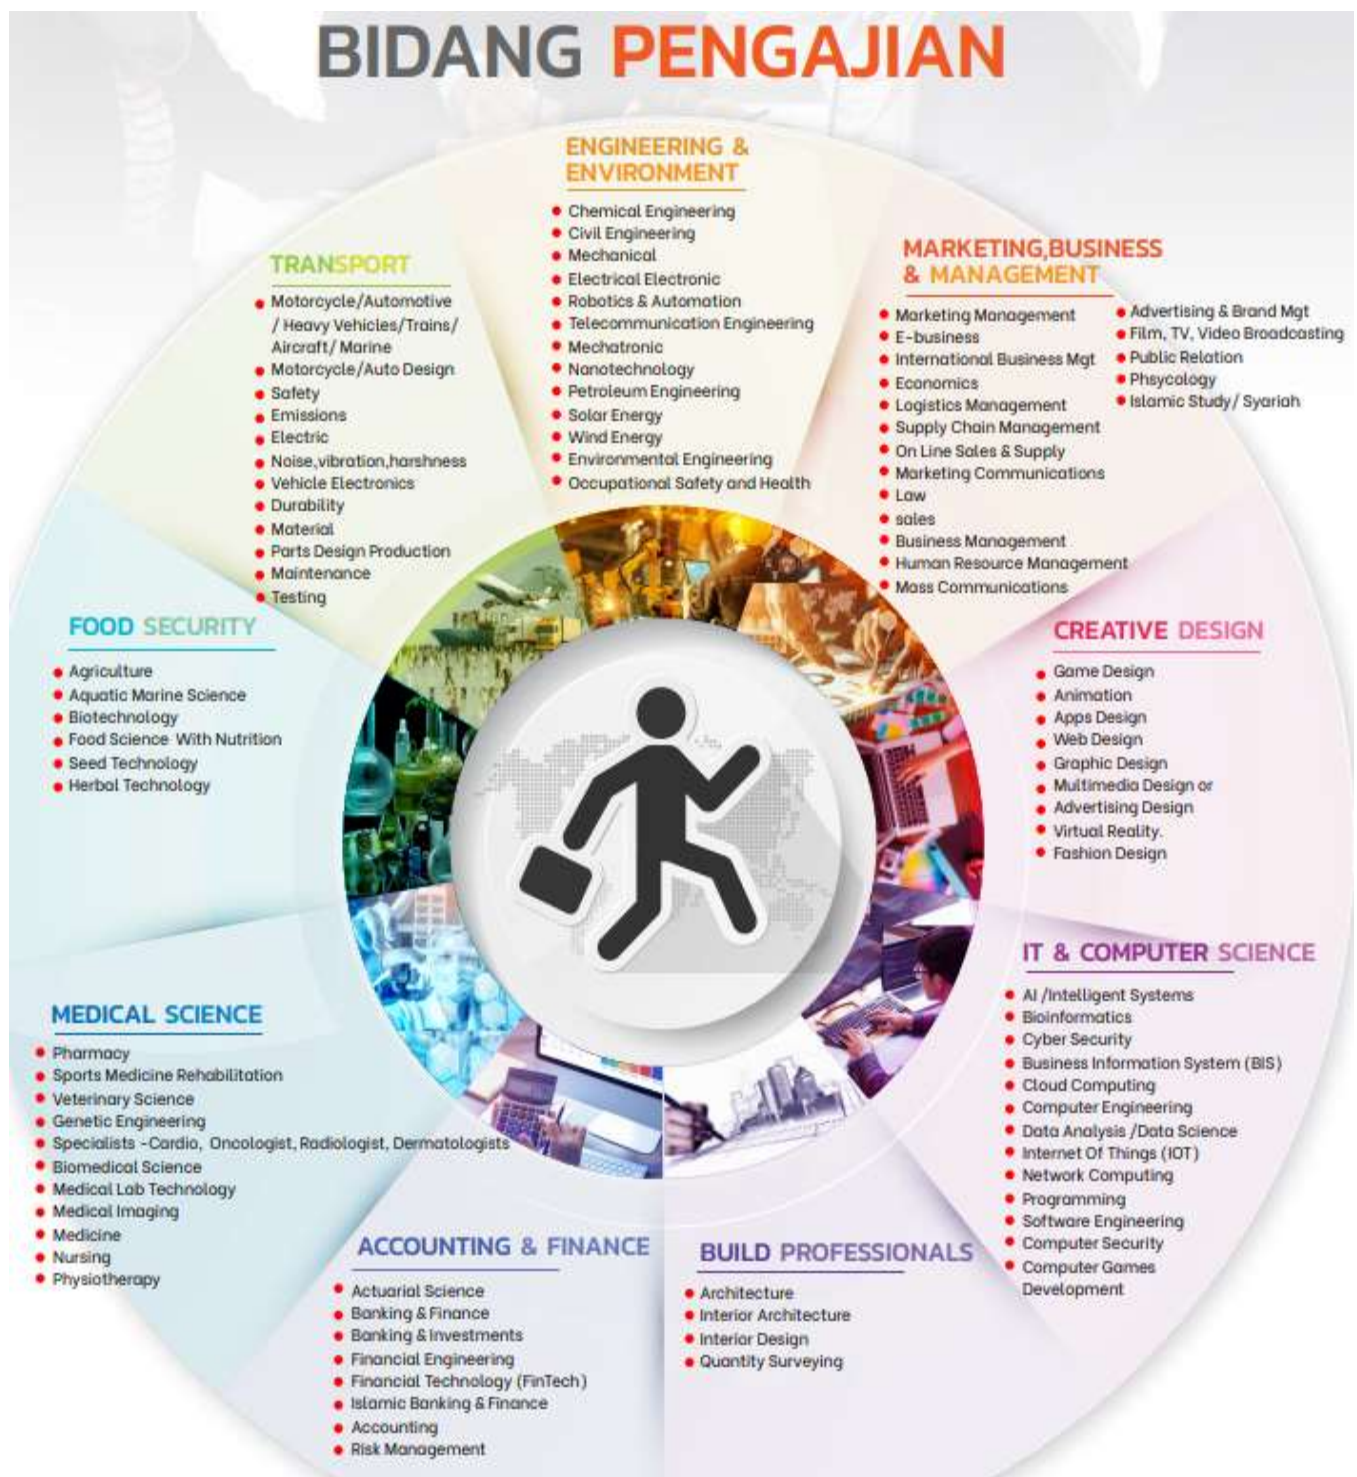 BIDANG PENGAJIAN
ENGINEERING &
ENVIRONMENT
Chemical Engineering
Civil Engineering
Mechanical
Electrical Electronic
Robotics & Automation
Telecommunication Engineering
Mechatronic
Nanotechnology
Petroleum Engineering
Solar Energy
Wind Energy
Environmental Engineering
Occupational Safety and Health
TRANSPORT
Motorcycle/Automotive
/ Heavy Vehicles/Trains/
Aircraft/ Marine
Motorcycle/Auto Design
Safety
Emissions
Electric
Noise,vibration,harshness
Vehicle Electronics
Durability
Material
Parts Design Production
Maintenance
Testing
MARKETING,BUSINESS
& MANAGEMENT
Marketing Management
E-business
International Business Mgt
Economics
Logistics Management
Supply Chain Management
On Line Sales & Supply
Marketing Communications
Law
sales
Business Management
Human Resource Management
Mass Communications
Advertising & Brand Mgt
Film, TV, Video Broadcasting
Public Relation
Phsycology
Islamic Study/ Syariah
FOOD SECURITY
Agriculture
Aquatic Marine Science
Biotechnology
Food Science With Nutrition
Seed Technology
Herbal Technology
CREATIVE DESIGN
Game Design
Animation
Apps Design
Web Design
Graphic Design
Multimedia Design or
Advertising Design
Virtual Reality.
Fashion Design
MEDICAL SCIENCE
Pharmacy
Sports Medicine Rehabilitation
Veterinary Science
Genetic Engineering
Specialists -Cardio, Oncologist, Radiologist, Dermatologists
Biomedical Science
Medical Lab Technology
Medical Imaging
Medicine
Nursing
Physiotherapy
IT & COMPUTER SCIENCE
AI /Intelligent Systems
Bioinformatics
Cyber Security
Business Information System (BIS)
Cloud Computing
Computer Engineering
Data Analysis /Data Science
Internet Of Things (IOT)
Network Computing
Programming
Software Engineering
Computer Security
Computer Games
Development
ACCOUNTING & FINANCE
Actuarial Science
Banking & Finance
Banking & Investments
Financial Engineering
Financial Technology (FinTech)
Islamic Banking & Finance
Accounting
Risk Management
BUILD PROFESSIONALS
Architecture
Interior Architecture
Interior Design
Quantity Surveying